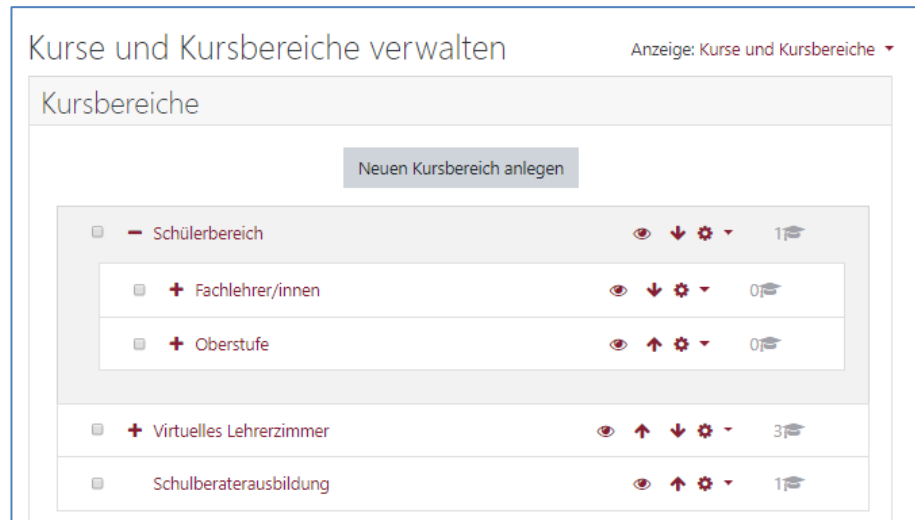 Kurse und Kursbereiche verwalten Anzeige: Kurse und Kursbereiche
Kursbereiche
Neuen Kursbereich anlegen
Schülerbereich 1
Fachlehrer/innen 0
Oberstufe 0
Virtuelles Lehrerzimmer 3
Schulberaterausbildung 1